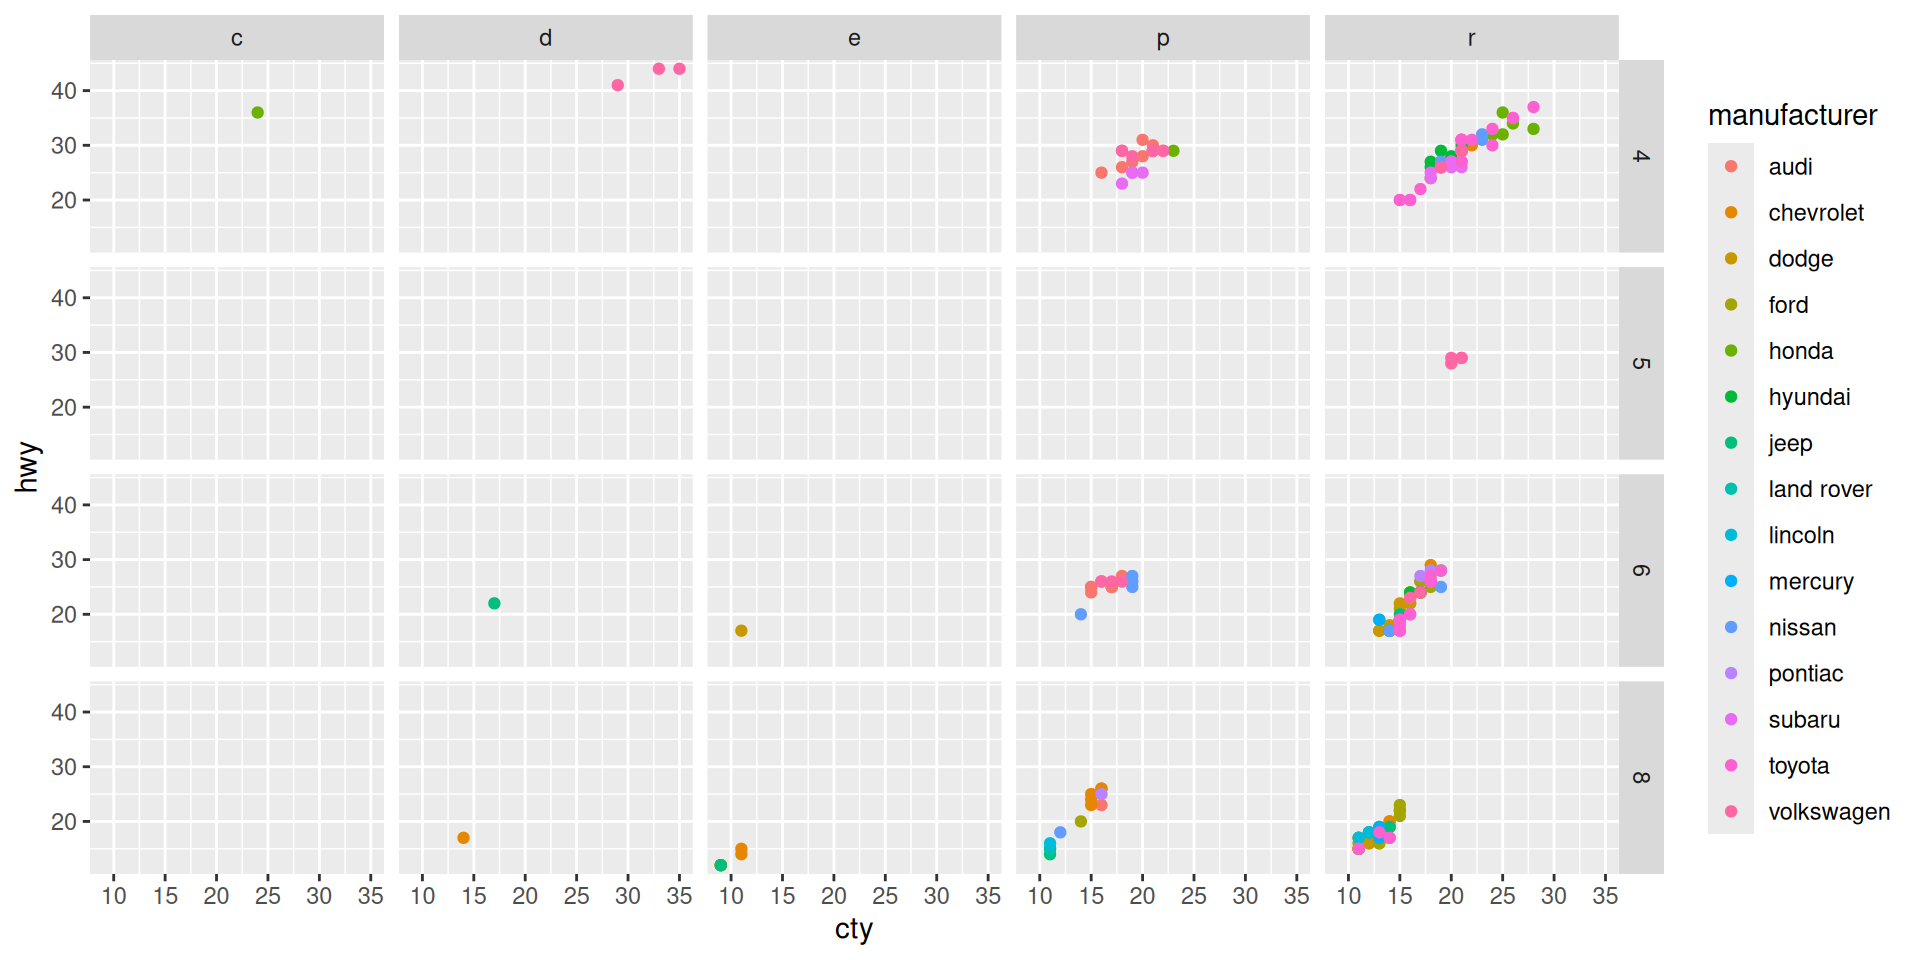 c d e p r
40
30
20
4
40
30
20
5
40
30
20
6
40
30
20
8
10 15 20 25 30 35 10 15 20 25 30 35 10 15 20 25 30 35 10 15 20 25 30 35 10 15 20 25 30 35
cty
hwy
manufacturer
audi
chevrolet
dodge
ford
honda
hyundai
jeep
land rover
lincoln
mercury
nissan
pontiac
subaru
toyota
volkswagen